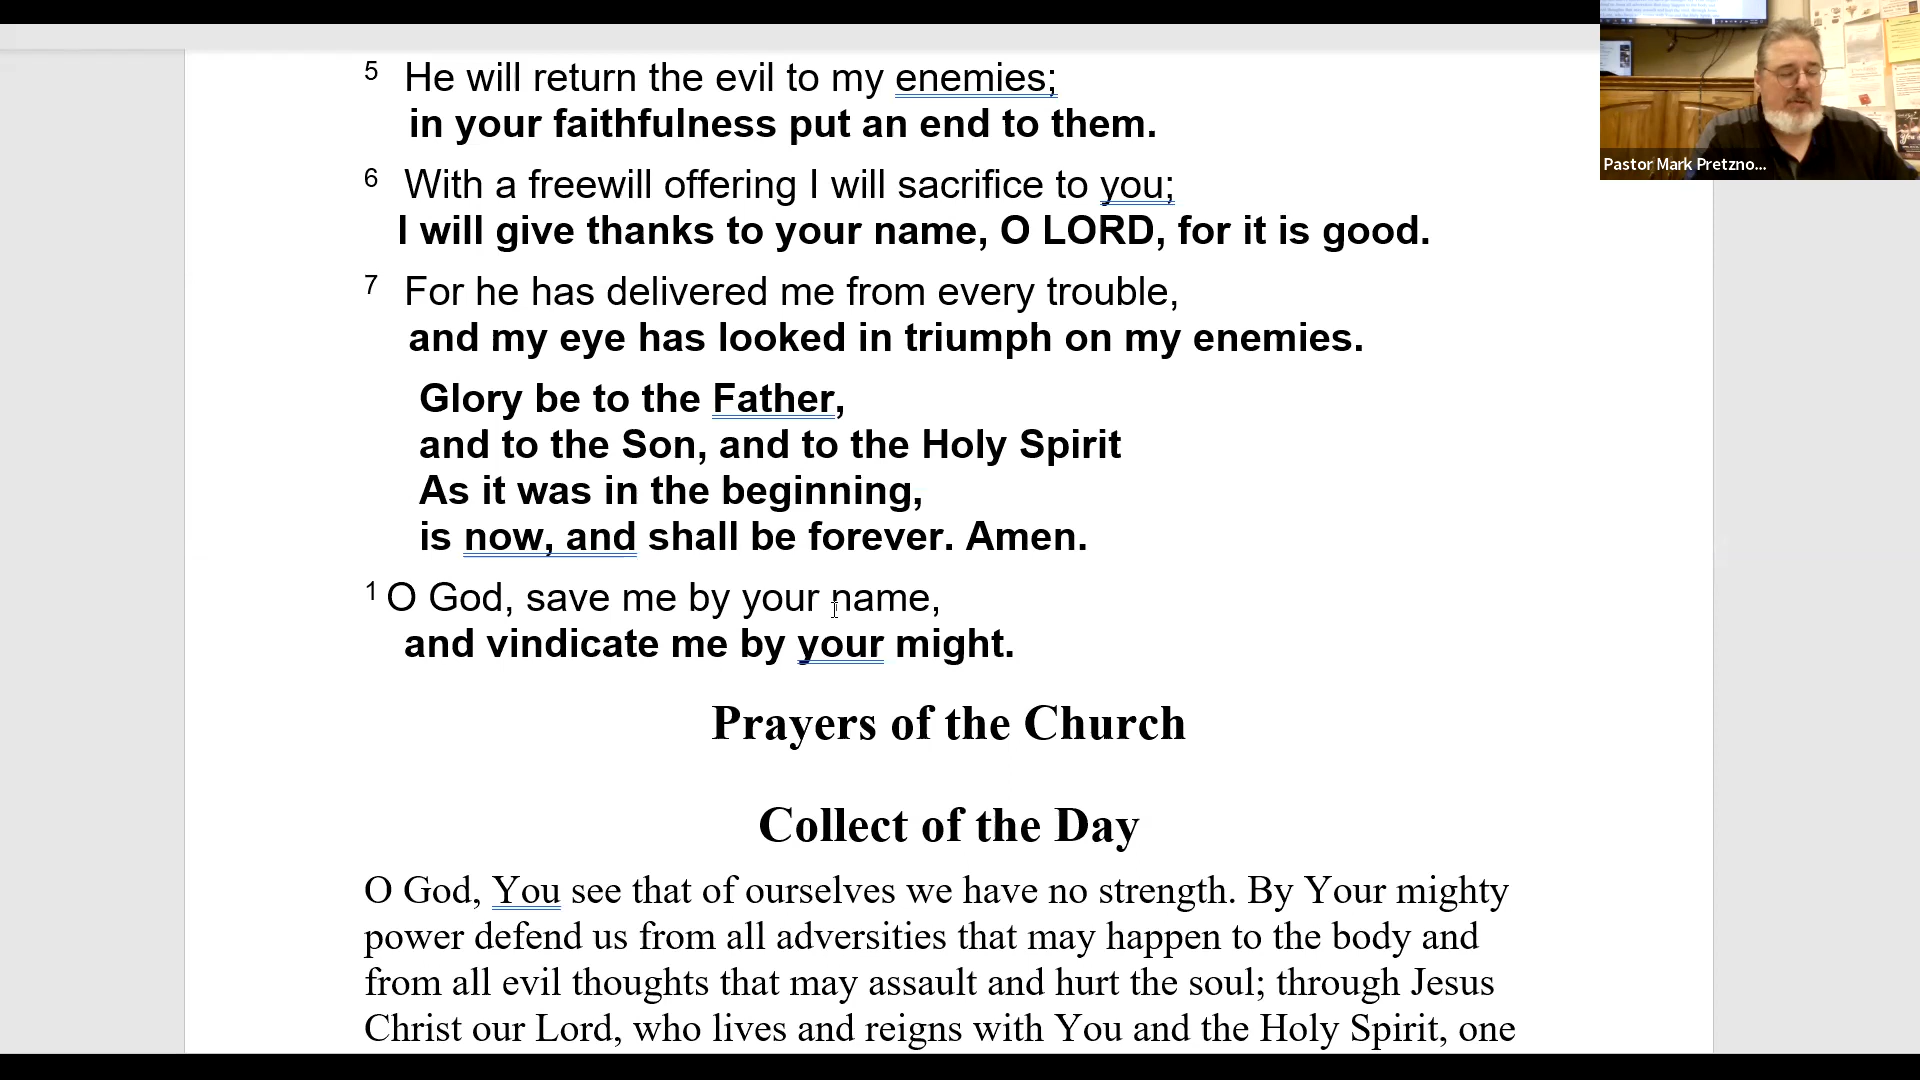 5 He will return the evil to my enemies;
in your faithfulness put an end to them.
6 With a freewill offering I will sacrifice to you;
I will give thanks to your name, O LORD, for it is good.
7 For he has delivered me from every trouble,
and my eye has looked in triumph on my enemies.
Glory be to the Father,
and to the Son, and to the Holy Spirit
As it was in the beginning,
is now, and shall be forever. Amen.
1 O God, save me by your name,
and vindicate me by your might.
Prayers of the Church
Collect of the Day
O God, You see that of ourselves we have no strength. By Your mighty
power defend us from all adversities that may happen to the body and
from all evil thoughts that may assault and hurt the soul; through Jesus
Christ our Lord, who lives and reigns with You and the Holy Spirit, one
Pastor Mark Pretzno...